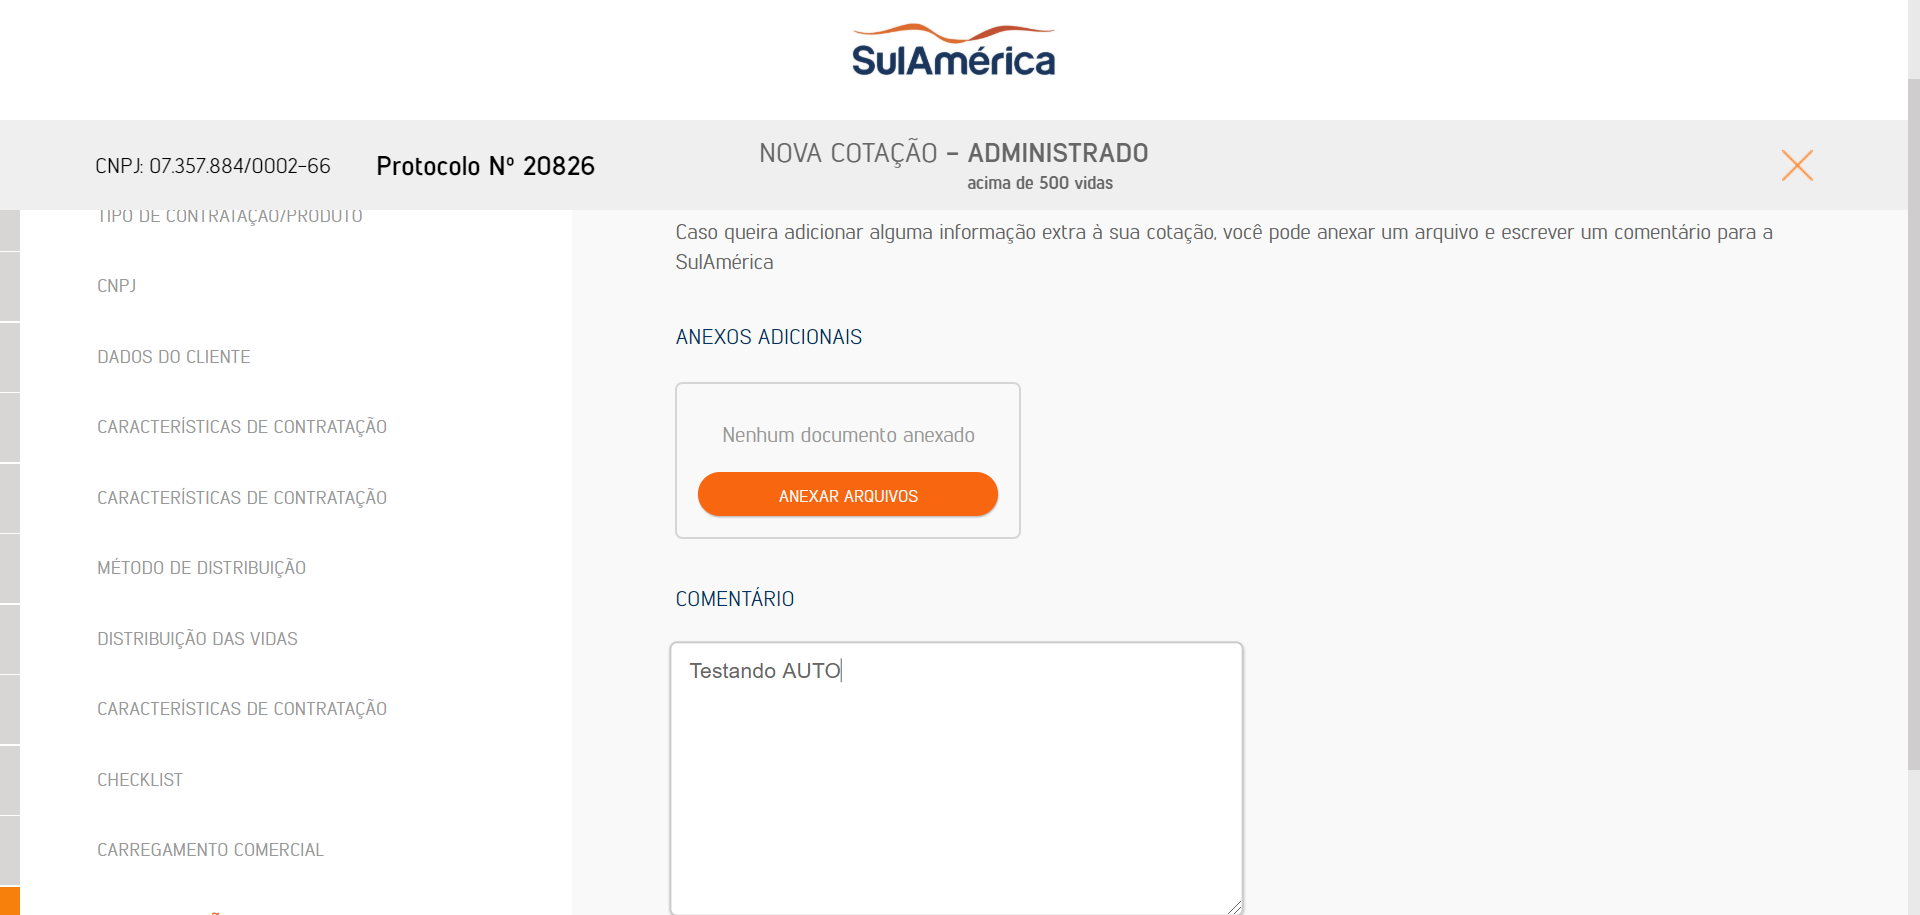 SulAmérica
CNPJ: 07.357.884/0002-66
Protocolo Nº 20826
NOVA COTAÇÃO - ADMINISTRADO
acima de 500 vidas
TIPO DE CONTRATAÇÃO/PRODUTO
CNPJ
DADOS DO CLIENTE
CARACTERÍSTICAS DE CONTRATAÇÃO
CARACTERÍSTICAS DE CONTRATAÇÃO
MÉTODO DE DISTRIBUIÇÃO
DISTRIBUIÇÃO DAS VIDAS
CARACTERÍSTICAS DE CONTRATAÇÃO
CHECKLIST
CARREGAMENTO COMERCIAL
Caso queira adicionar alguma informação extra à sua cotação, você pode anexar um arquivo e escrever um comentário para a
SulAmérica
ANEXOS ADICIONAIS
Nenhum documento anexado
ANEXAR ARQUIVOS
COMENTÁRIO
Testando AUTO